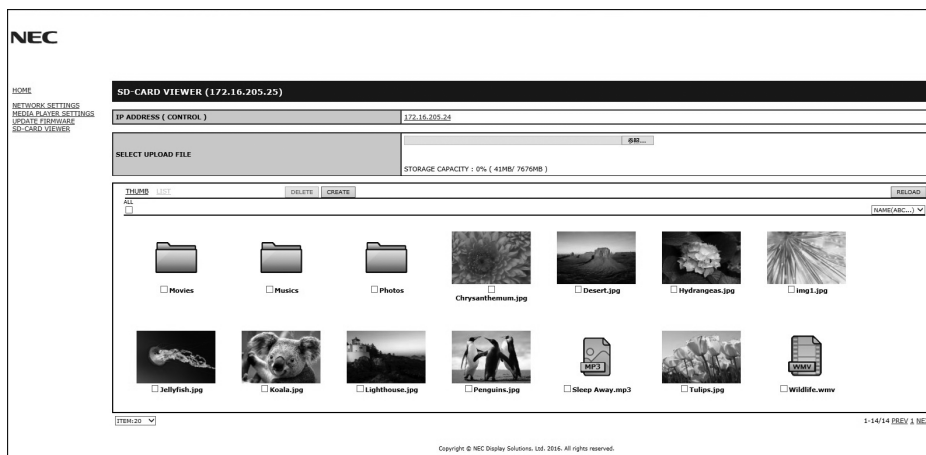 NEC
HOME
NETWORK SETTINGS
MEDIA PLAYER SETTINGS
UPDATE FIRMWARE
SD-CARD VIEWER
SD-CARD VIEWER (172.16.205.25)
IP ADDRESS ( CONTROL )
172.16.205.24
SELECT UPLOAD FILE
参照...
STORAGE CAPACITY : 0% ( 41MB/ 7676MB )
THUMB LIST DELETE CREATE RELOAD
ALL
NAME(ABC...)
Movies Musics Photos Chrysanthemum.jpg Desert.jpg Hydrangeas.jpg img1.jpg
MP3 WMV
Jellyfish.jpg Koala.jpg Lighthouse.jpg Penguins.jpg Sleep Away.mp3 Tulips.jpg Wildlife.wmv
ITEM:20
1-14/14 PREV 1 NE
Copyright © NEC Display Solutions, Ltd. 2016. All rights reserved.